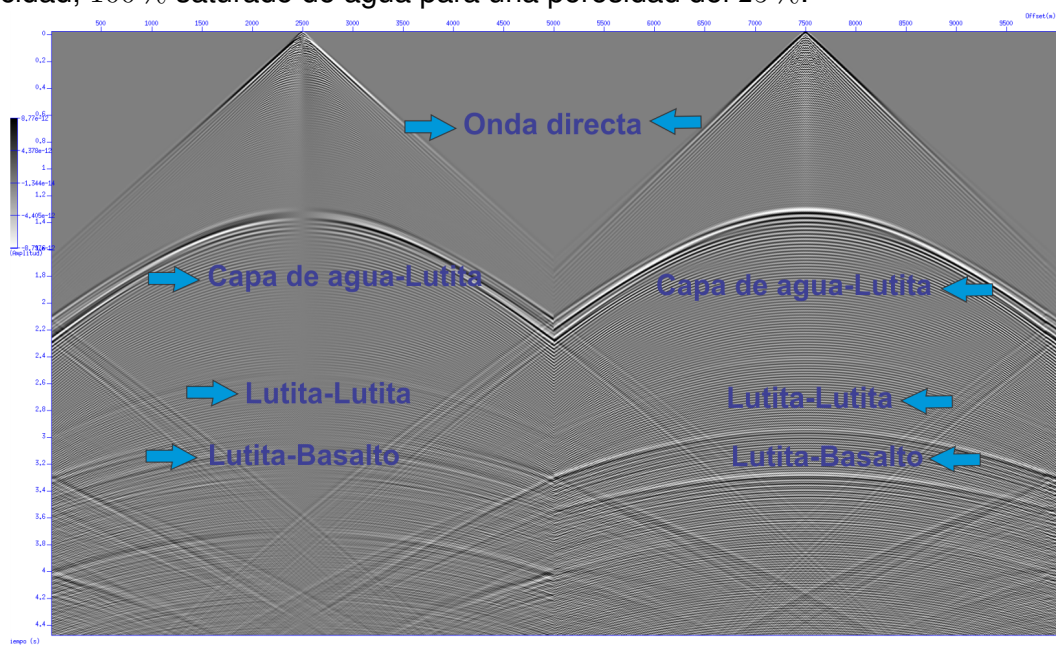 cidad, 100 % saturado de agua para una porosidad del 25 %.
Offset(m)
500 1000 1500 2000 2500 3000 3500 4000 4500 5000 5500 6000 6500 7000 7500 8000 8500 9000 9500
0
0.2
0.4
0.6
0.8
1
1.2
1.4
1.8
2
2.2
2.4
2.6
2.8
3
3.2
3.4
3.6
3.8
4
4.2
4.4
4.378e-12
(Amplitud)
Onda directa
Capa de agua-Lutita
Capa de agua-Lutita
Lutita-Lutita
Lutita-Lutita
Lutita-Basalto
Lutita-Basalto
iempo (s)